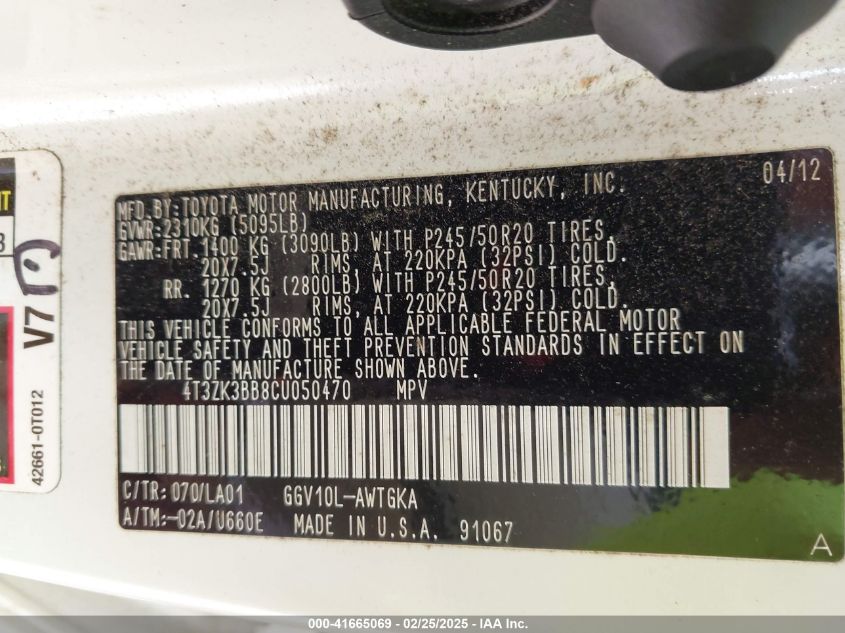 MFD.BY:TOYOTA MOTOR MANUFACTURING, KENTUCKY, INC. 04/12
GVWR:2310KG (5095LB)
GAWR:FRT. 1400 KG (3090LB) WITH P245/50R20 TIRES,
20X7.5J RIMS, AT 220KPA (32PSI) COLD.
RR. 1270 KG (2800LB) WITH P245/50R20 TIRES,
20X7.5J RIMS, AT 220KPA (32PSI) COLD.
THIS VEHICLE CONFORMS TO ALL APPLICABLE FEDERAL MOTOR
VEHICLE SAFETY AND THEFT PREVENTION STANDARDS IN EFFECT ON
THE DATE OF MANUFACTURE SHOWN ABOVE.
4T3ZK3BB8CU050470 MPV
C/TR: 070/LA01 GGV10L-AWTGKA
A/TM:-02A/U660E MADE IN U.S.A. 91067
A
V7
42661-0T012
000-41665069 - 02/25/2025 - IAA Inc.